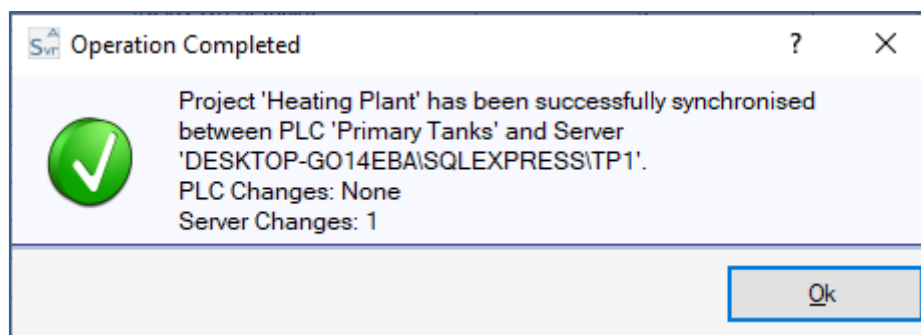 Svr A Operation Completed ?
Project 'Heating Plant' has been successfully synchronised
between PLC 'Primary Tanks' and Server
'DESKTOP-GO14EBA\SQLEXPRESS\TP1'.
PLC Changes: None
Server Changes: 1
Ok